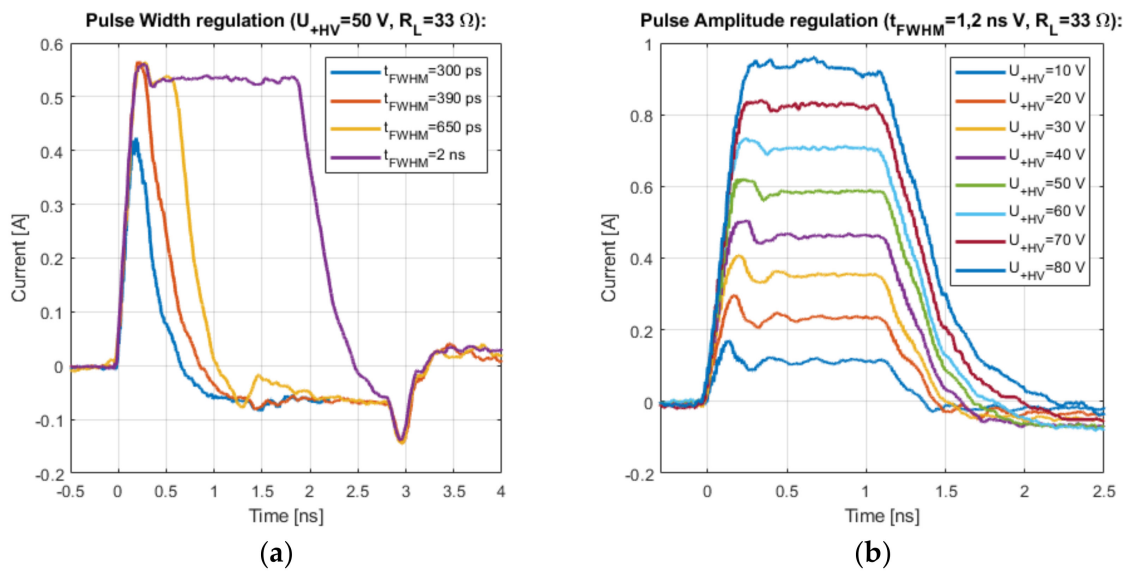 Pulse Width regulation (U+HV=50 V, RL=33 Ω):
0.6
0.5
0.4
0.3
0.2
0.1
0
-0.1
-0.2
Current [A]
tFWHM=300 ps
tFWHM=390 ps
tFWHM=650 ps
tFWHM=2 ns
-0.5 0 0.5 1 1.5 2 2.5 3 3.5 4
Time [ns]
(a)
Pulse Amplitude regulation (tFWHM=1,2 ns V, RL=33 Ω):
1
0.8
0.6
0.4
0.2
0
-0.2
Current [A]
U+HV=10 V
U+HV=20 V
U+HV=30 V
U+HV=40 V
U+HV=50 V
U+HV=60 V
U+HV=70 V
U+HV=80 V
0 0.5 1 1.5 2 2.5
Time [ns]
(b)